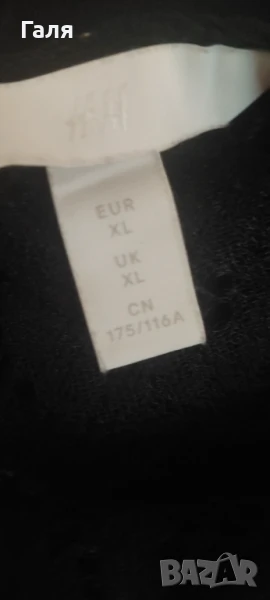 Галя
H&M
EUR
XL
UK
XL
CN
175/116A
BAZAR